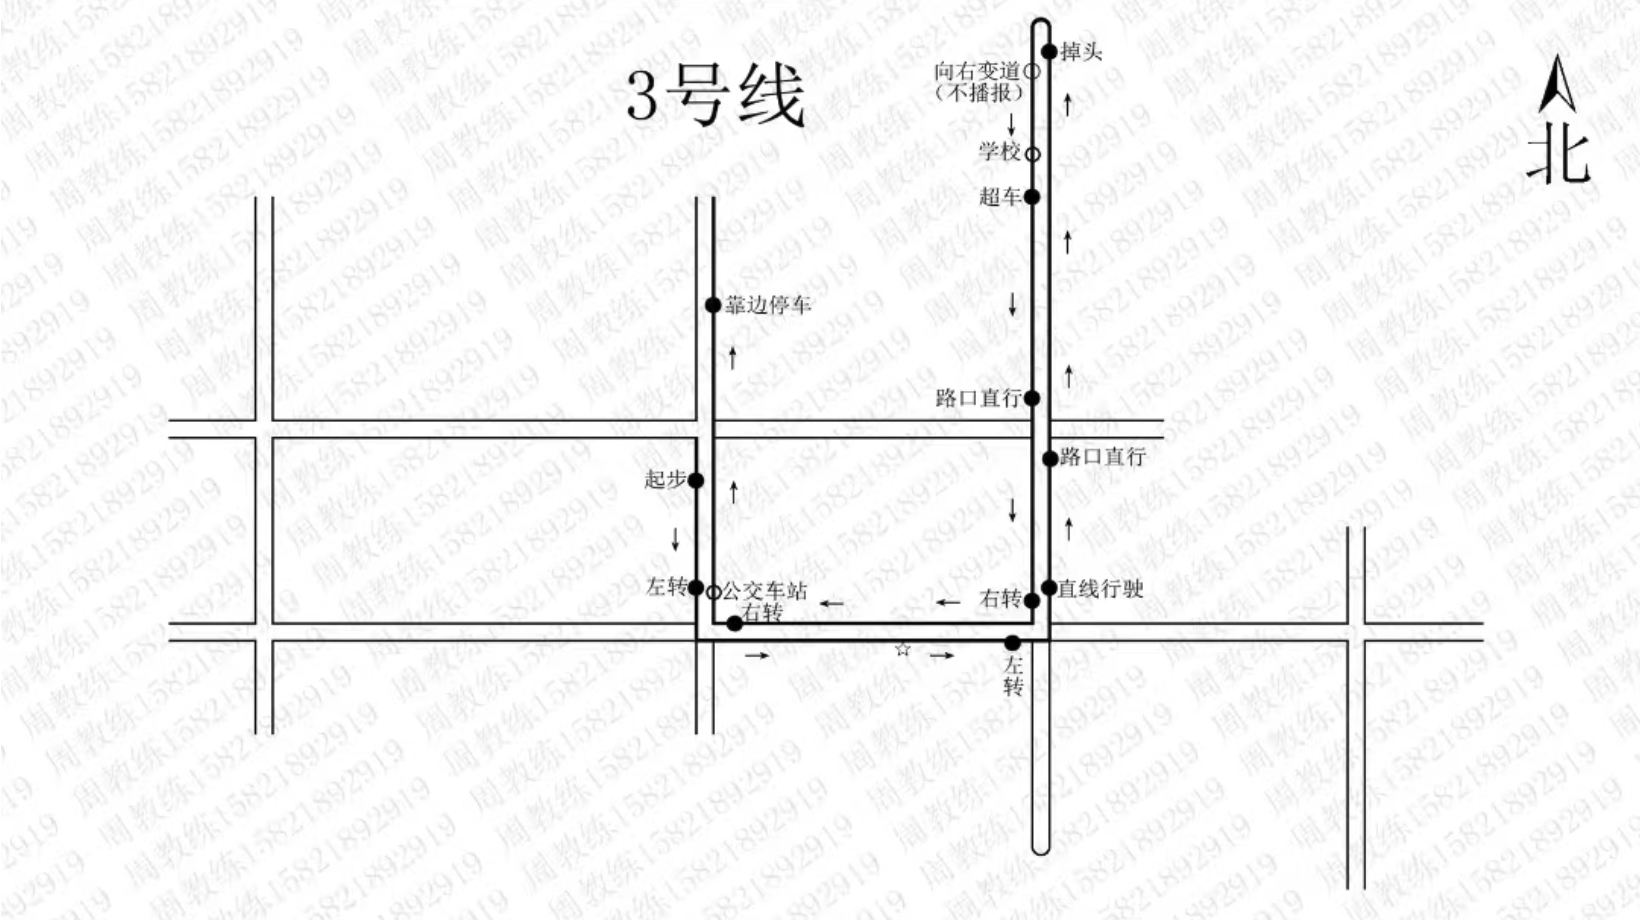 3号线
北
掉头
向右变道
（不播报）
学校
超车
靠边停车
路口直行
路口直行
起步
左转
公交车站
右转
右转
直线行驶
左
转
周教练15821892919